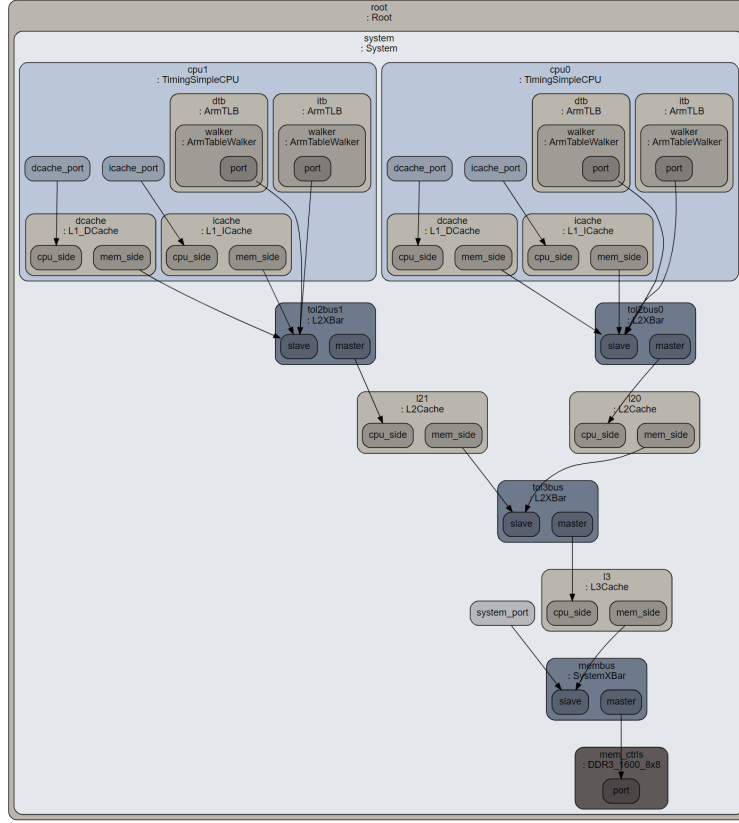 root
: Root
system
: System
cpu1
: TimingSimpleCPU
cpu0
: TimingSimpleCPU
dtb
: ArmTLB
itb
: ArmTLB
dtb
: ArmTLB
itb
: ArmTLB
walker
: ArmTableWalker
walker
: ArmTableWalker
walker
: ArmTableWalker
walker
: ArmTableWalker
dcache_port
icache_port
port
port
dcache_port
icache_port
port
port
dcache
: L1_DCache
icache
: L1_ICache
dcache
: L1_DCache
icache
: L1_ICache
cpu_side
mem_side
cpu_side
mem_side
cpu_side
mem_side
cpu_side
mem_side
tol2bus1
: L2XBar
tol2bus0
: L2XBar
slave
master
slave
master
l21
: L2Cache
l20
: L2Cache
cpu_side
mem_side
cpu_side
mem_side
tol3bus
: L2XBar
slave
master
l3
: L3Cache
system_port
cpu_side
mem_side
membus
: SystemXBar
slave
master
mem_ctrls
: DDR3_1600_8x8
port